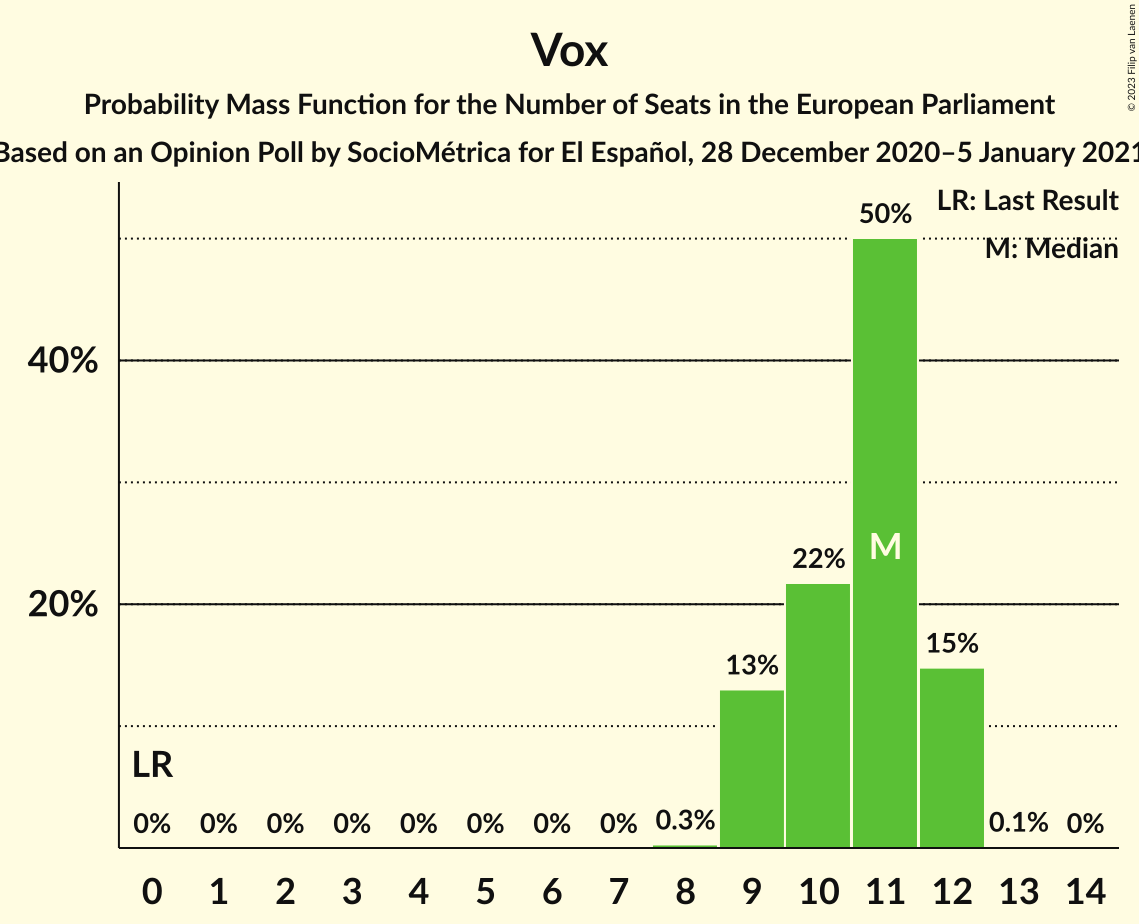 © 2023 Filip van Laenen
Vox
Probability Mass Function for the Number of Seats in the European Parliament
Based on an Opinion Poll by SocioMétrica for El Español, 28 December 2020–5 January 2021
LR: Last Result
M: Median
50%
40%
22%
M
20%
15%
13%
LR
0% 0% 0% 0% 0% 0% 0% 0% 0.3% 0.1% 0%
0 1 2 3 4 5 6 7 8 9 10 11 12 13 14